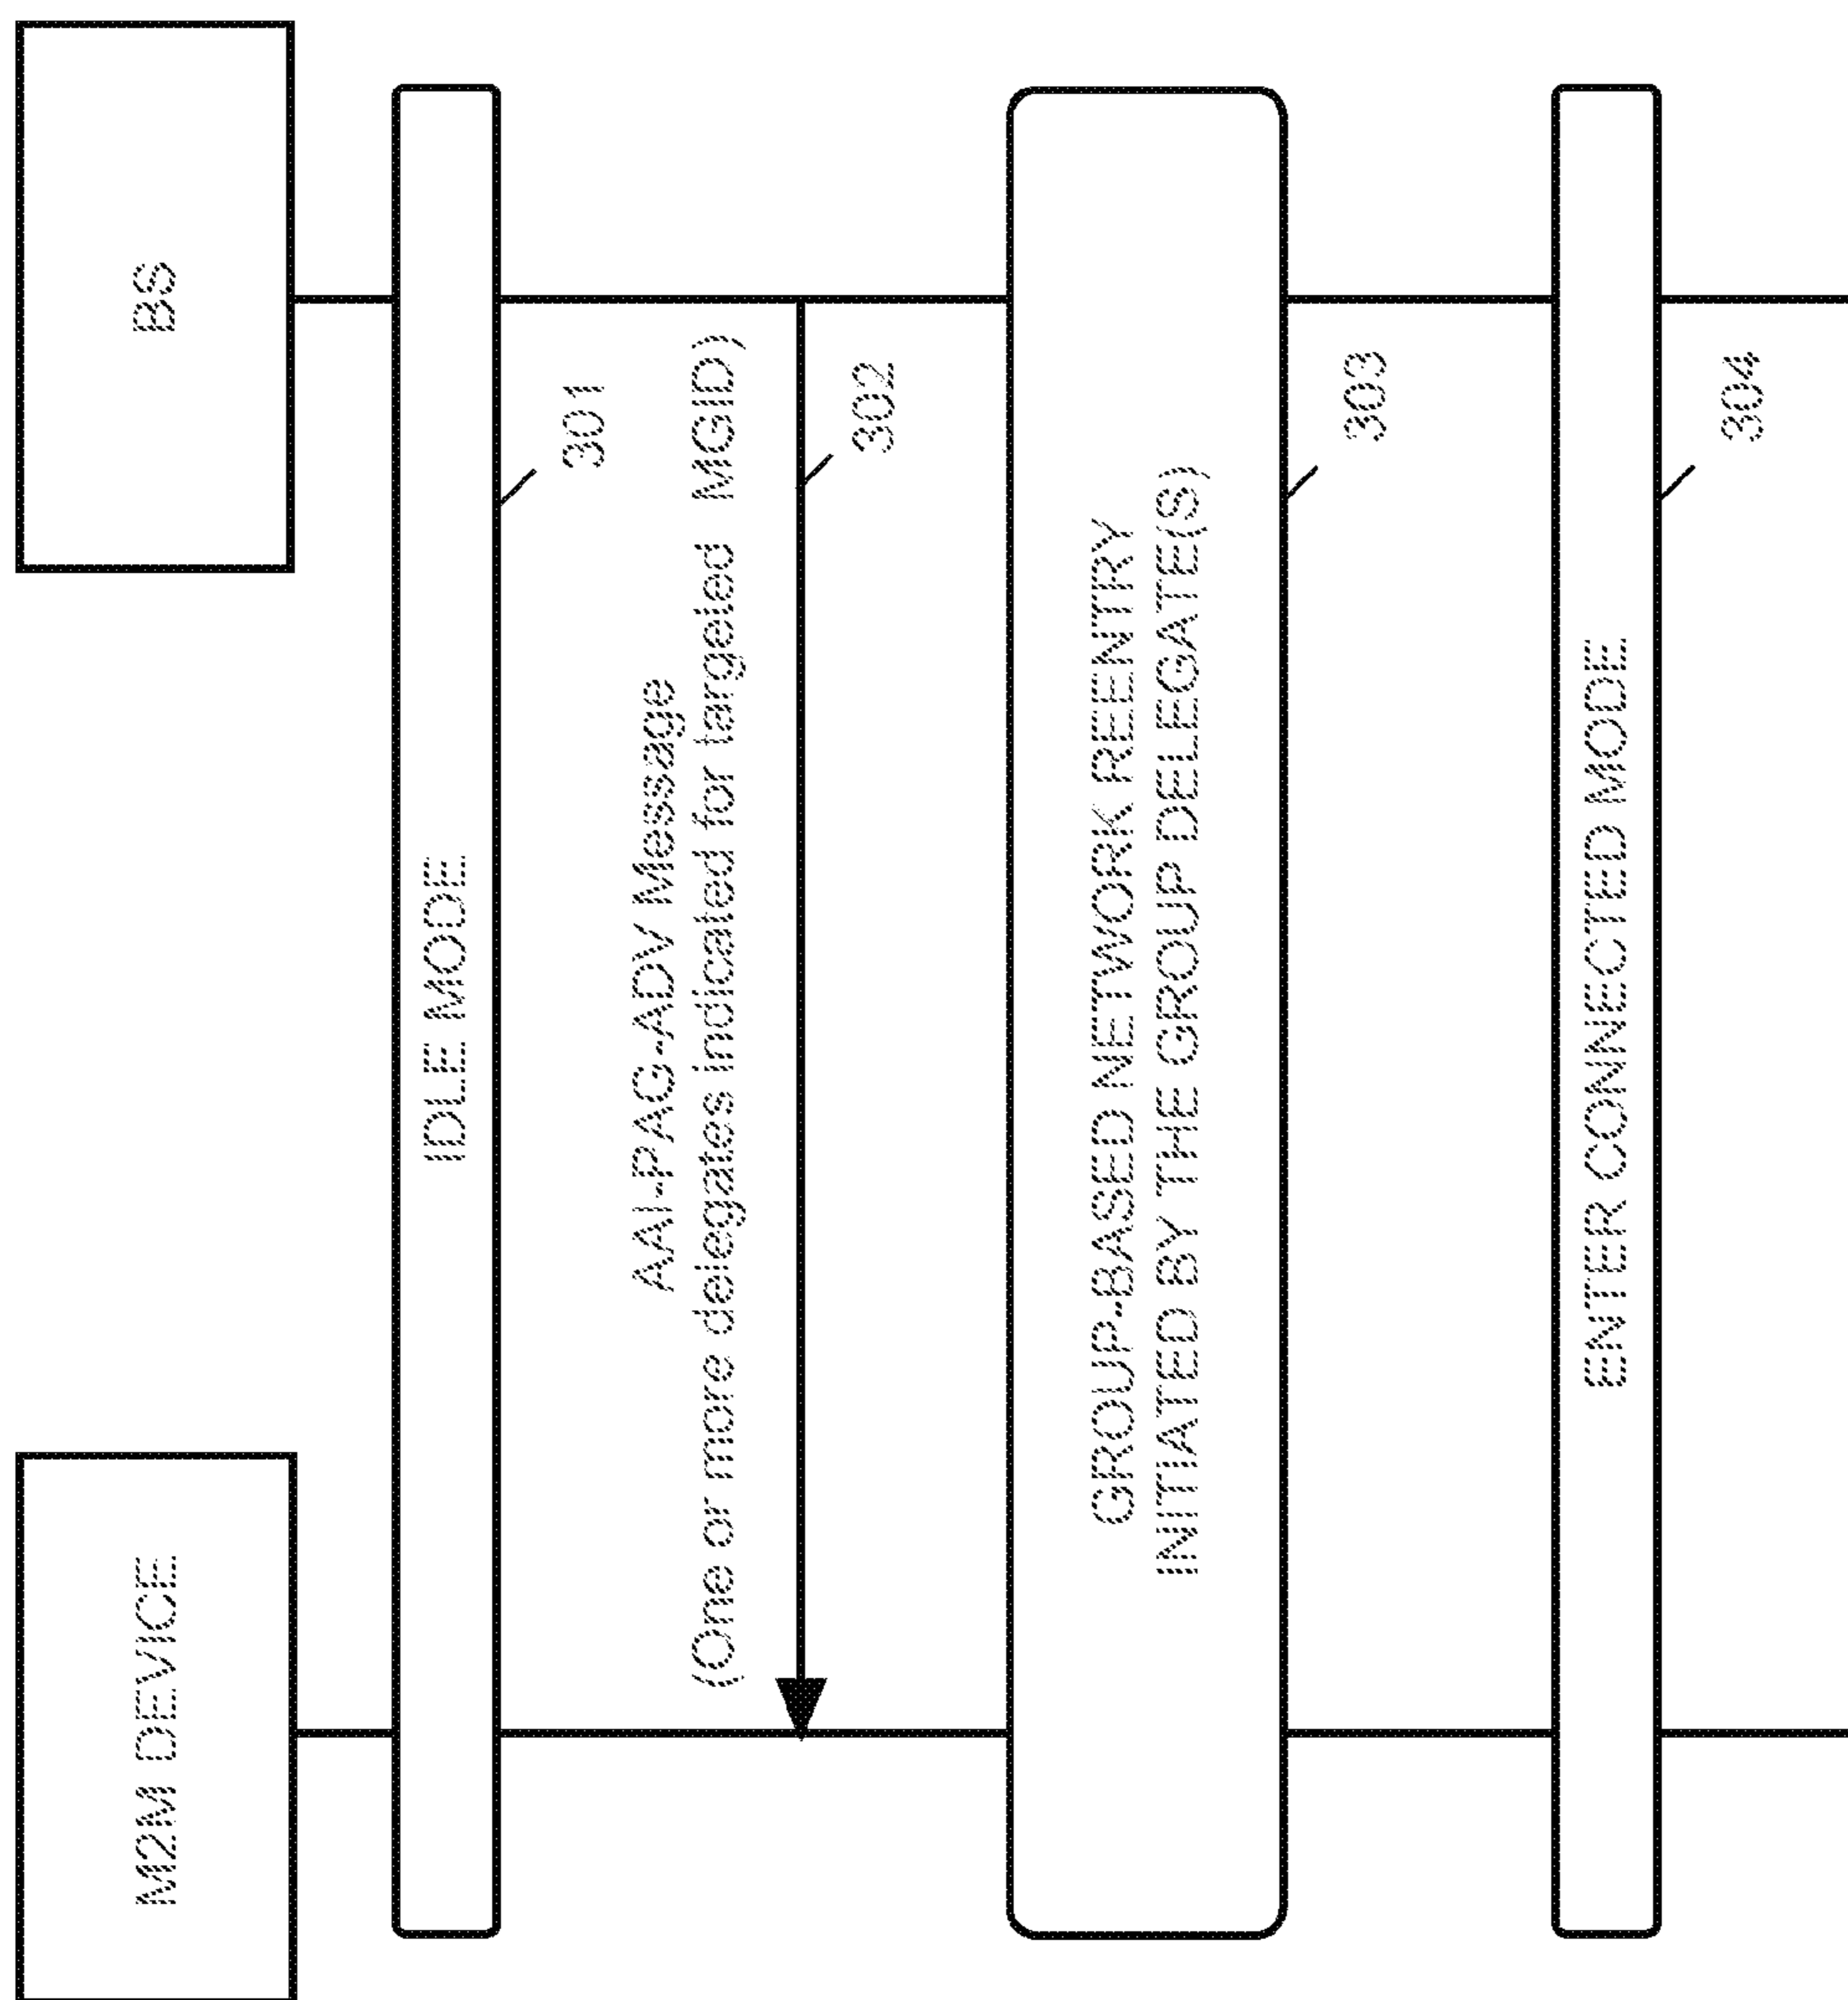 M2M DEVICE
BS
IDLE MODE
301
AAI-PAG-ADV Message
(One or more delegates indicated for targeted MGID)
302
GROUP-BASED NETWORK REENTRY
INITIATED BY THE GROUP DELEGATE(S)
303
ENTER CONNECTED MODE
304